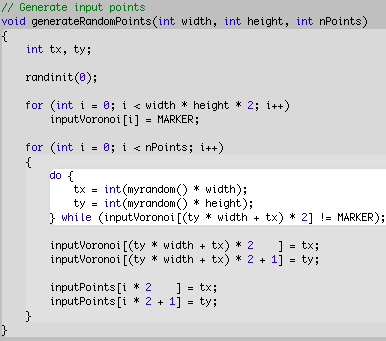 // Generate input points
void generateRandomPoints(int width, int height, int nPoints)
{
    int tx, ty;
    randinit(0);
    for (int i = 0; i < width * height * 2; i++)
        inputVoronoi[i] = MARKER;
    for (int i = 0; i < nPoints; i++)
    {
        do {
            tx = int(myrandom() * width);
            ty = int(myrandom() * height);
        } while (inputVoronoi[(ty * width + tx) * 2] != MARKER);
        inputVoronoi[(ty * width + tx) * 2    ] = tx;
        inputVoronoi[(ty * width + tx) * 2 + 1] = ty;
        inputPoints[i * 2    ] = tx;
        inputPoints[i * 2 + 1] = ty;
    }
}